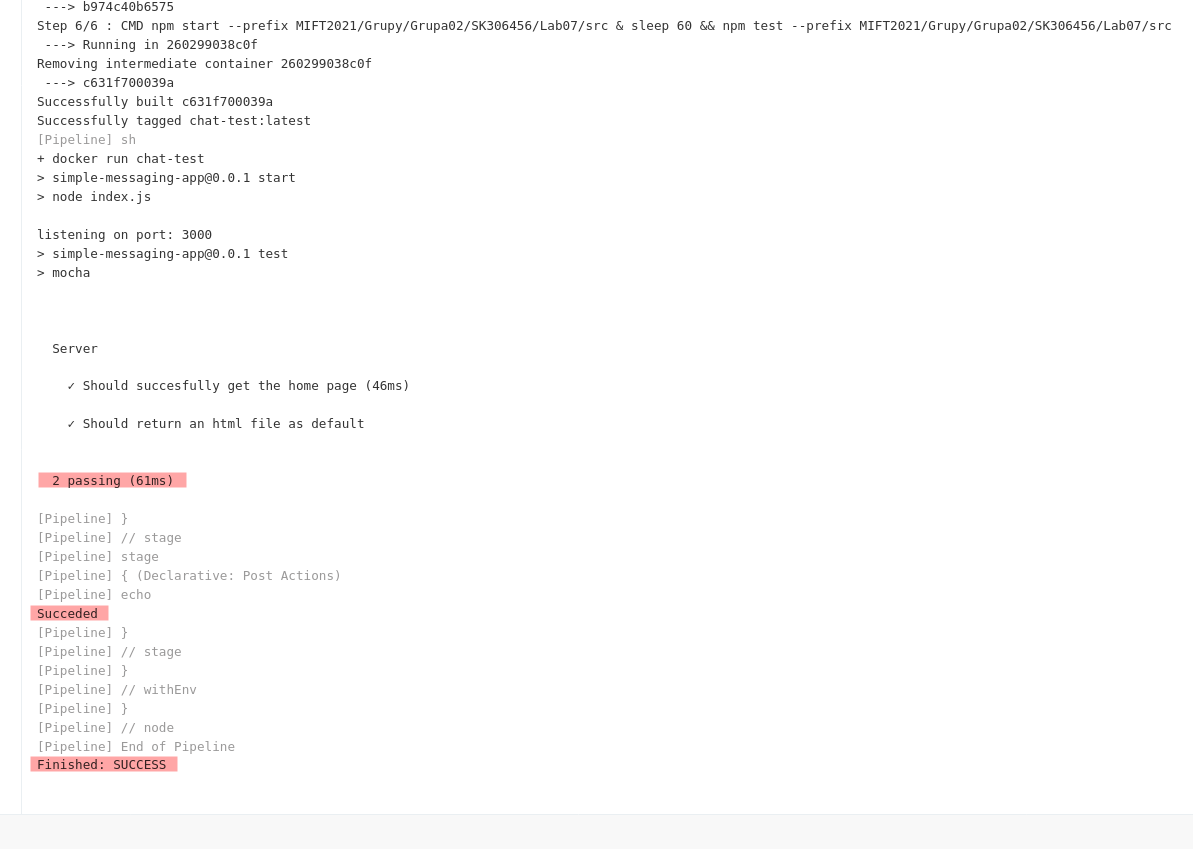 ---> b974c40b6575
Step 6/6 : CMD npm start --prefix MIFT2021/Grupy/Grupa02/SK306456/Lab07/src & sleep 60 && npm test --prefix MIFT2021/Grupy/Grupa02/SK306456/Lab07/src
---> Running in 260299038c0f
Removing intermediate container 260299038c0f
---> c631f700039a
Successfully built c631f700039a
Successfully tagged chat-test:latest
[Pipeline] sh
+ docker run chat-test
> simple-messaging-app@0.0.1 start
> node index.js
listening on port: 3000
> simple-messaging-app@0.0.1 test
> mocha
Server
✓ Should succesfully get the home page (46ms)
✓ Should return an html file as default
2 passing (61ms)
[Pipeline] }
[Pipeline] // stage
[Pipeline] stage
[Pipeline] { (Declarative: Post Actions)
[Pipeline] echo
Succeded
[Pipeline] }
[Pipeline] // stage
[Pipeline] }
[Pipeline] // withEnv
[Pipeline] }
[Pipeline] // node
[Pipeline] End of Pipeline
Finished: SUCCESS